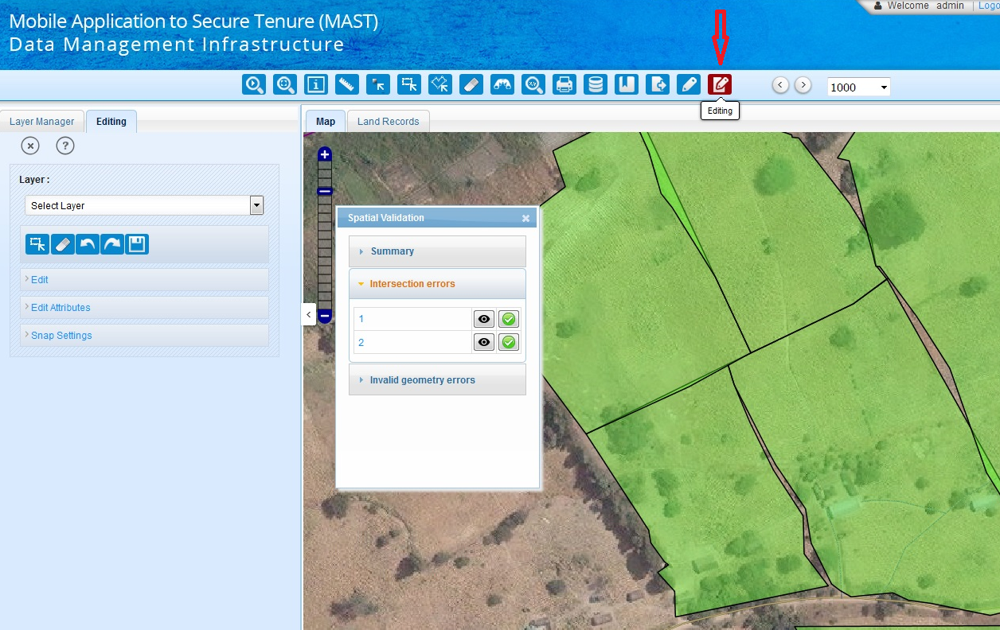 Mobile Application to Secure Tenure (MAST)
Data Management Infrastructure
Welcome admin | Logo
1000
Editing
Layer Manager
Editing
Map
Land Records
?
Layer :
Select Layer
Edit
Edit Attributes
Snap Settings
Spatial Validation
Summary
Intersection errors
1
2
Invalid geometry errors